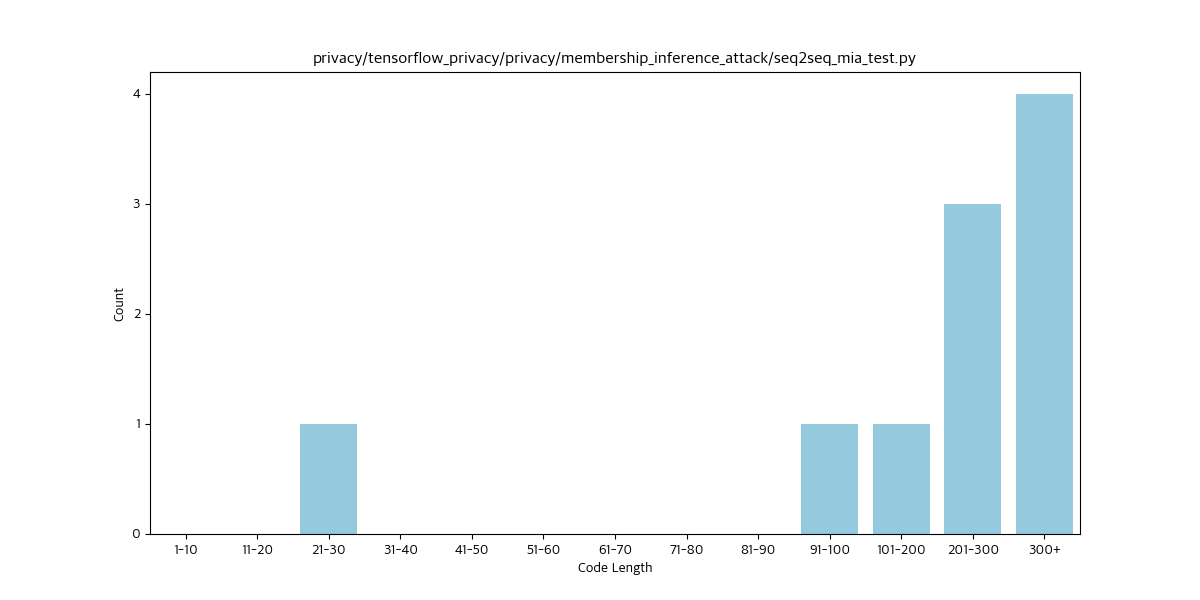 privacy/tensorflow_privacy/privacy/membership_inference_attack/seq2seq_mia_test.py
4
3
2
1
0
Count
1-10 11-20 21-30 31-40 41-50 51-60 61-70 71-80 81-90 91-100 101-200 201-300 300+
Code Length